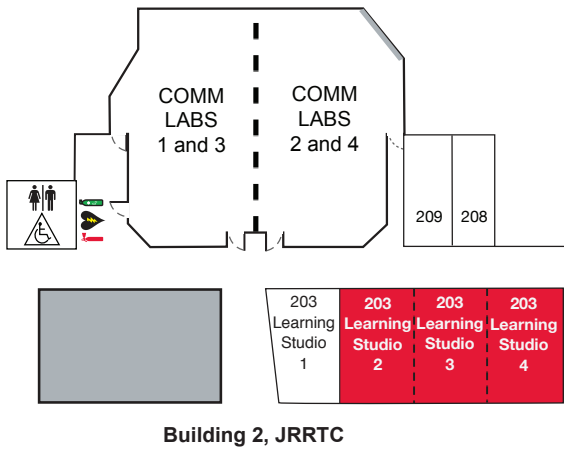 COMM
LABS
1 and 3
COMM
LABS
2 and 4
209
208
203
Learning
Studio
1
203
Learning
Studio
2
203
Learning
Studio
3
203
Learning
Studio
4
Building 2, JRRTC